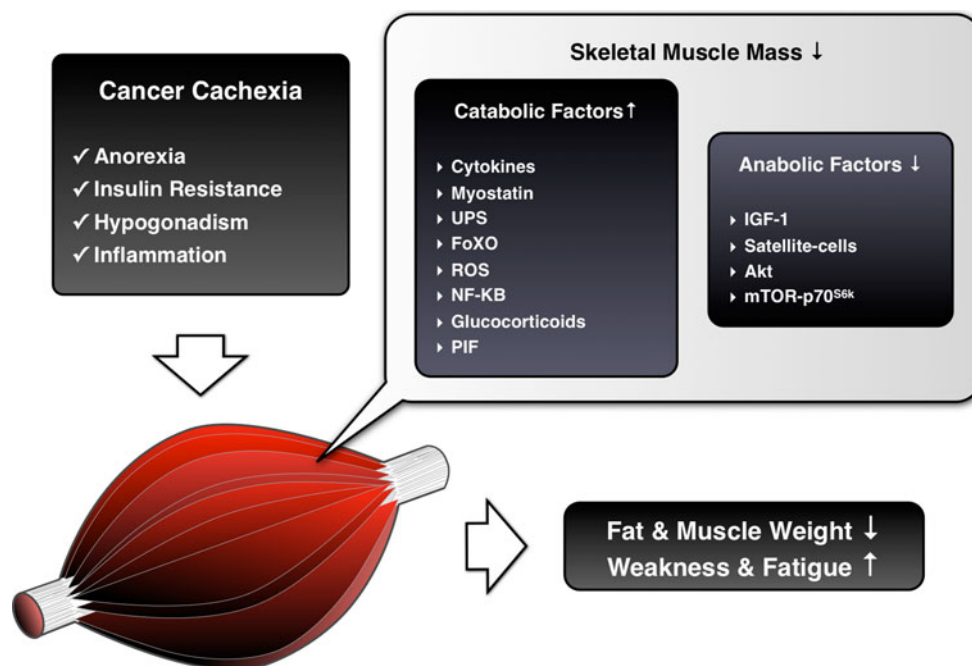 Cancer Cachexia
✓ Anorexia
✓ Insulin Resistance
✓ Hypogonadism
✓ Inflammation
Skeletal Muscle Mass ↓
Catabolic Factors ↑
▸ Cytokines
▸ Myostatin
▸ UPS
▸ FoXO
▸ ROS
▸ NF-KB
▸ Glucocorticoids
▸ PIF
Anabolic Factors ↓
▸ IGF-1
▸ Satellite-cells
▸ Akt
▸ mTOR-p70S6k
Fat & Muscle Weight ↓
Weakness & Fatigue ↑